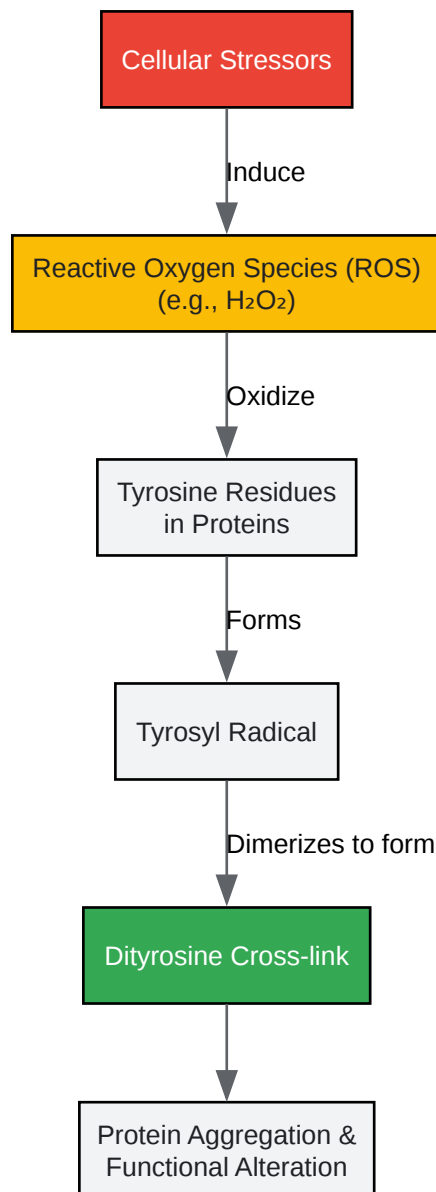 Cellular Stressors
Induce
Reactive Oxygen Species (ROS)
(e.g., H₂O₂)
Oxidize
Tyrosine Residues
in Proteins
Forms
Tyrosyl Radical
Dimerizes to form
Dityrosine Cross-link
Protein Aggregation &
Functional Alteration